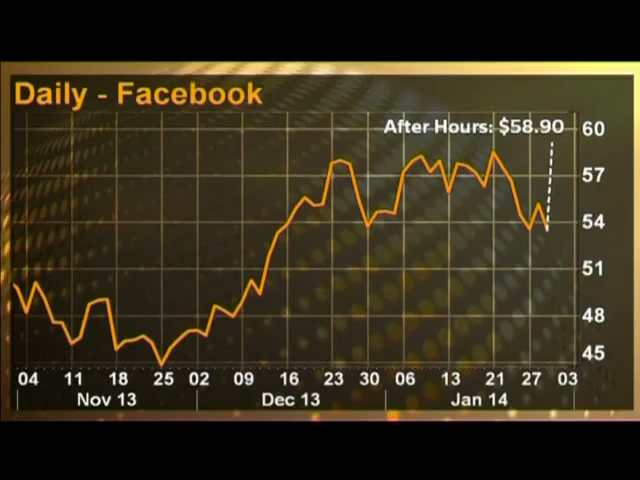 Daily - Facebook
After Hours: $58.90
60
57
54
51
48
45
04 11 18 25 02 09 16 23 30 06 13 21 27 03
Nov 13 Dec 13 Jan 14